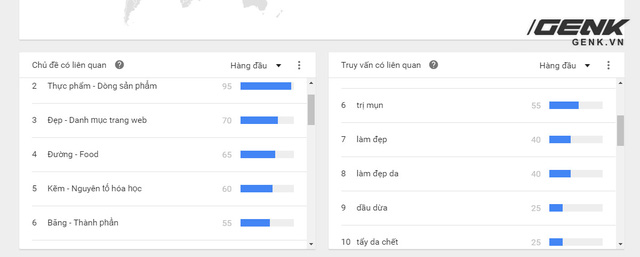 GENK
GENK.VN
Chủ đề có liên quan
Hàng đầu
2 Thực phẩm - Dòng sản phẩm 95
3 Đẹp - Danh mục trang web 70
4 Đường - Food 65
5 Kẽm - Nguyên tố hóa học 60
6 Băng - Thành phần 55
Truy vấn có liên quan
Hàng đầu
6 trị mụn 55
7 làm đẹp 40
8 làm đẹp da 40
9 dầu dừa 25
10 tẩy da chết 25